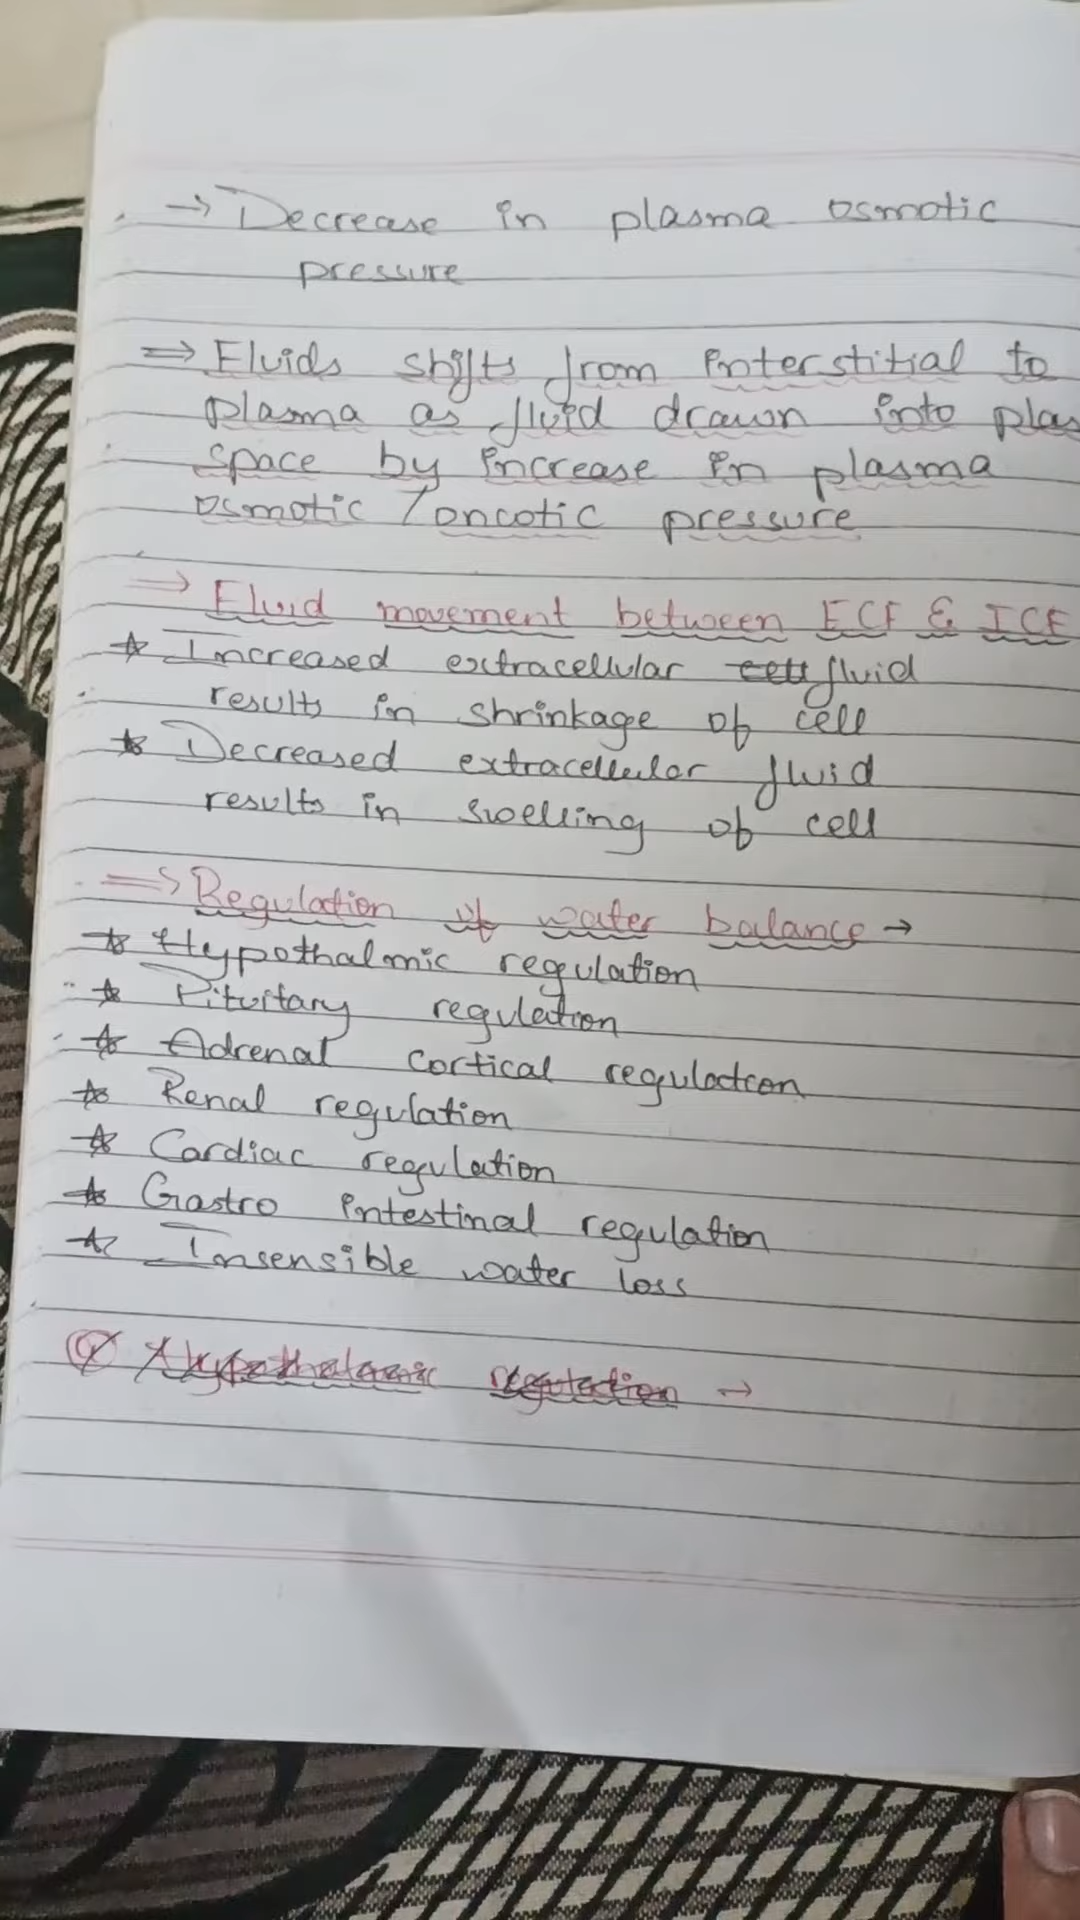 → Decrease in plasma osmotic
pressure
⇒ Fluids shifts from interstitial to
plasma as fluid drawn into plas
space by increase in plasma
osmotic / oncotic pressure
⇒ Fluid movement between ECF & ICF
☆ Increased extracellular cell fluid
results in shrinkage of cell
☆ Decreased extracellular fluid
results in swelling of cell
⇒ Regulation of water balance →
☆ Hypothalmic regulation
☆ Pituitary regulation
☆ Adrenal cortical regulation
☆ Renal regulation
☆ Cardiac regulation
☆ Gastro intestinal regulation
☆ Insensible water loss
Hypothalamic regulation →